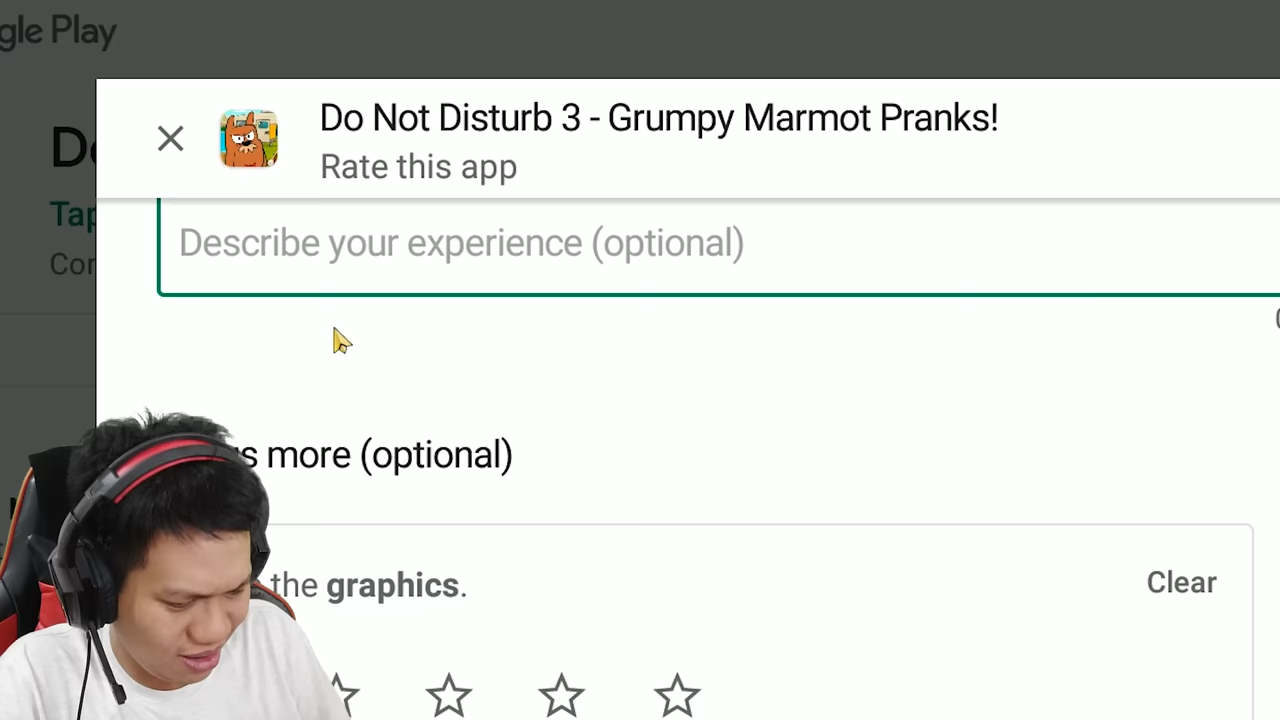 gle Play
Do Not Disturb 3 - Grumpy Marmot Pranks!
Rate this app
Describe your experience (optional)
more (optional)
the graphics.
Clear